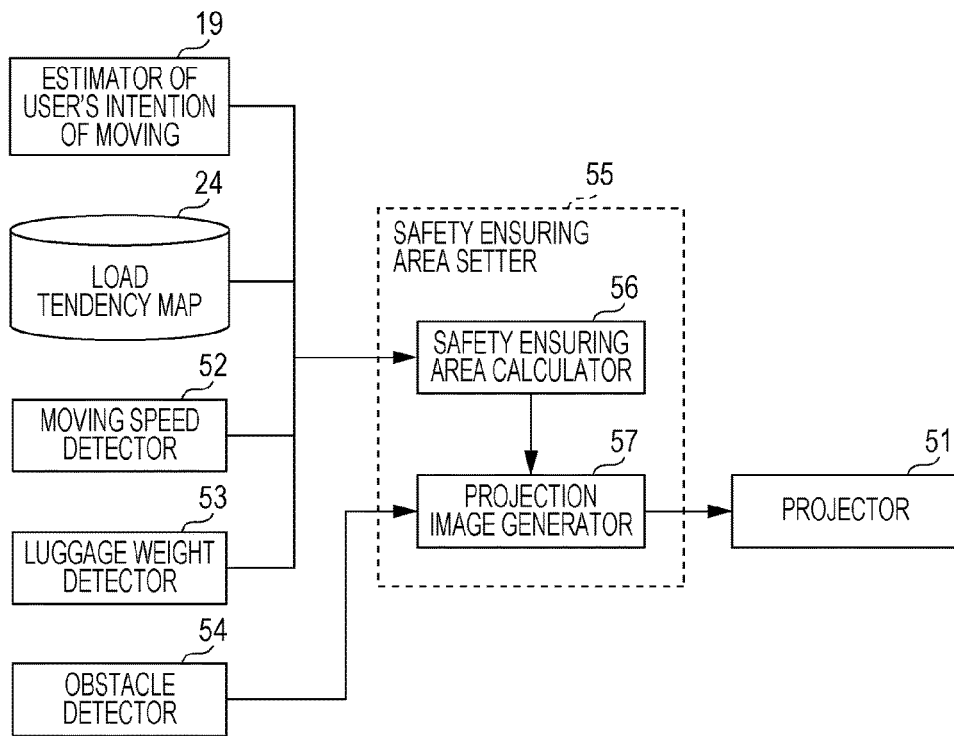 19
ESTIMATOR OF
USER'S INTENTION
OF MOVING
24
LOAD
TENDENCY MAP
52
MOVING SPEED
DETECTOR
53
LUGGAGE WEIGHT
DETECTOR
54
OBSTACLE
DETECTOR
55
SAFETY ENSURING
AREA SETTER
56
SAFETY ENSURING
AREA CALCULATOR
57
PROJECTION
IMAGE GENERATOR
51
PROJECTOR